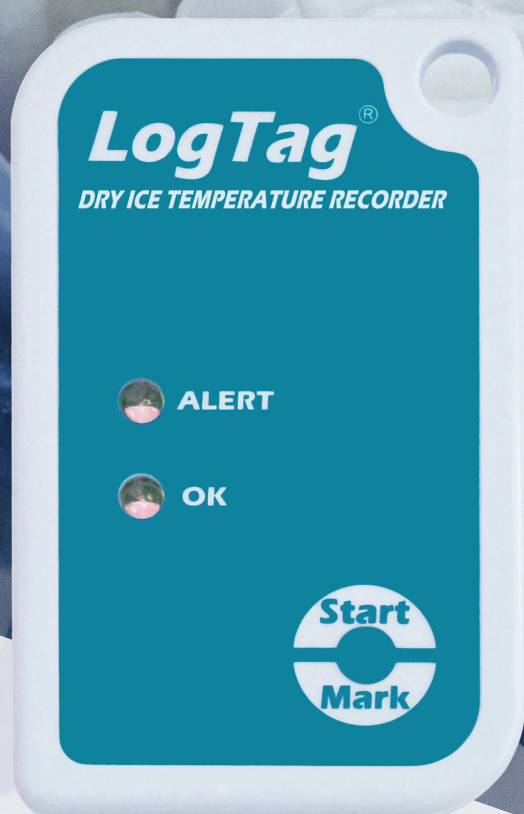 LogTag®
DRY ICE TEMPERATURE RECORDER
ALERT
OK
Start
Mark